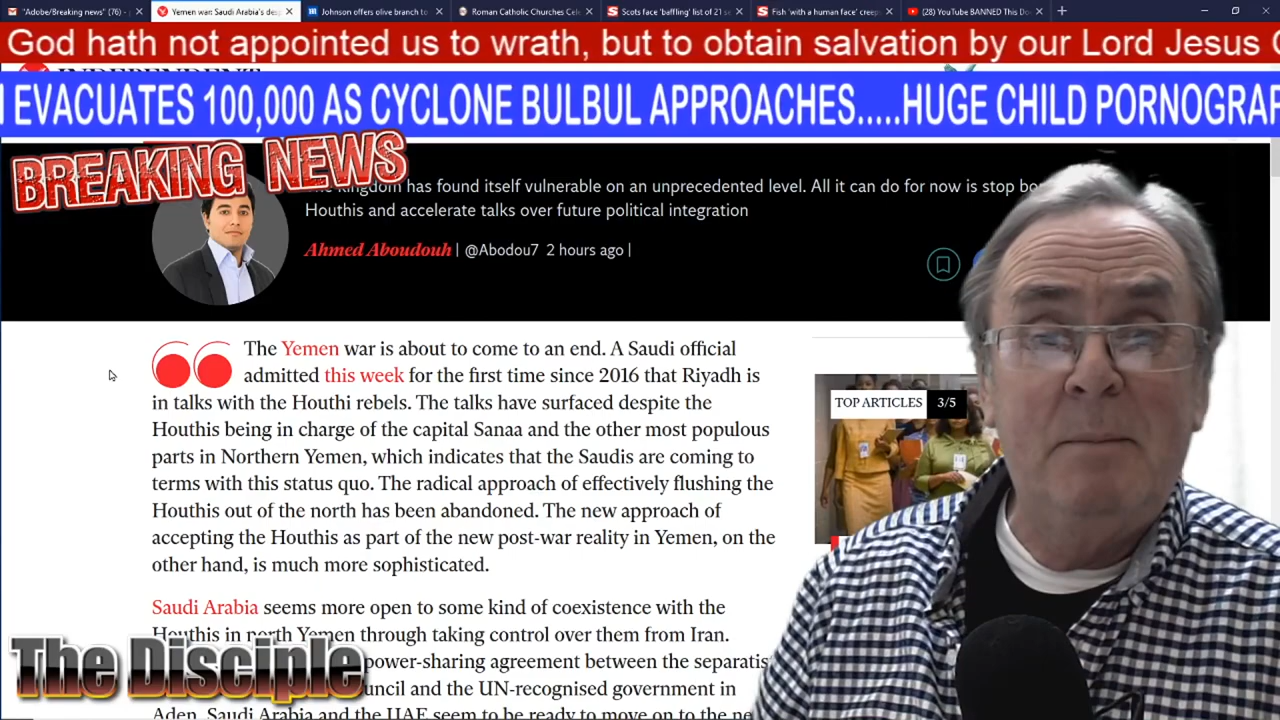 "Adobe/Breaking news" (76) -
Yemen war: Saudi Arabia's des
Johnson offers olive branch to
Roman Catholic Churches Cel
Scots face 'baffling' list of 21 s
Fish 'with a human face' creep
(28) YouTube BANNED This Do
God hath not appointed us to wrath, but to obtain salvation by our Lord Jesus C
INDEPENDENT
EVACUATES 100,000 AS CYCLONE BULBUL APPROACHES.....HUGE CHILD PORNOGRAF
BREAKING NEWS
kingdom has found itself vulnerable on an unprecedented level. All it can do for now is stop
Houthis and accelerate talks over future political integration
Ahmed Aboudouh | @Abodou7 2 hours ago |
The Yemen war is about to come to an end. A Saudi official
admitted this week for the first time since 2016 that Riyadh is
in talks with the Houthi rebels. The talks have surfaced despite the
Houthis being in charge of the capital Sanaa and the other most populous
parts in Northern Yemen, which indicates that the Saudis are coming to
terms with this status quo. The radical approach of effectively flushing the
Houthis out of the north has been abandoned. The new approach of
accepting the Houthis as part of the new post-war reality in Yemen, on the
other hand, is much more sophisticated.
TOP ARTICLES 3/5
Saudi Arabia seems more open to some kind of coexistence with the
Houthis in north Yemen through taking control over them from Iran.
power-sharing agreement between the separatis
uncil and the UN-recognised government in
Aden, Saudi Arabia and the UAE seem to be ready to move on to the ne
The Disciple